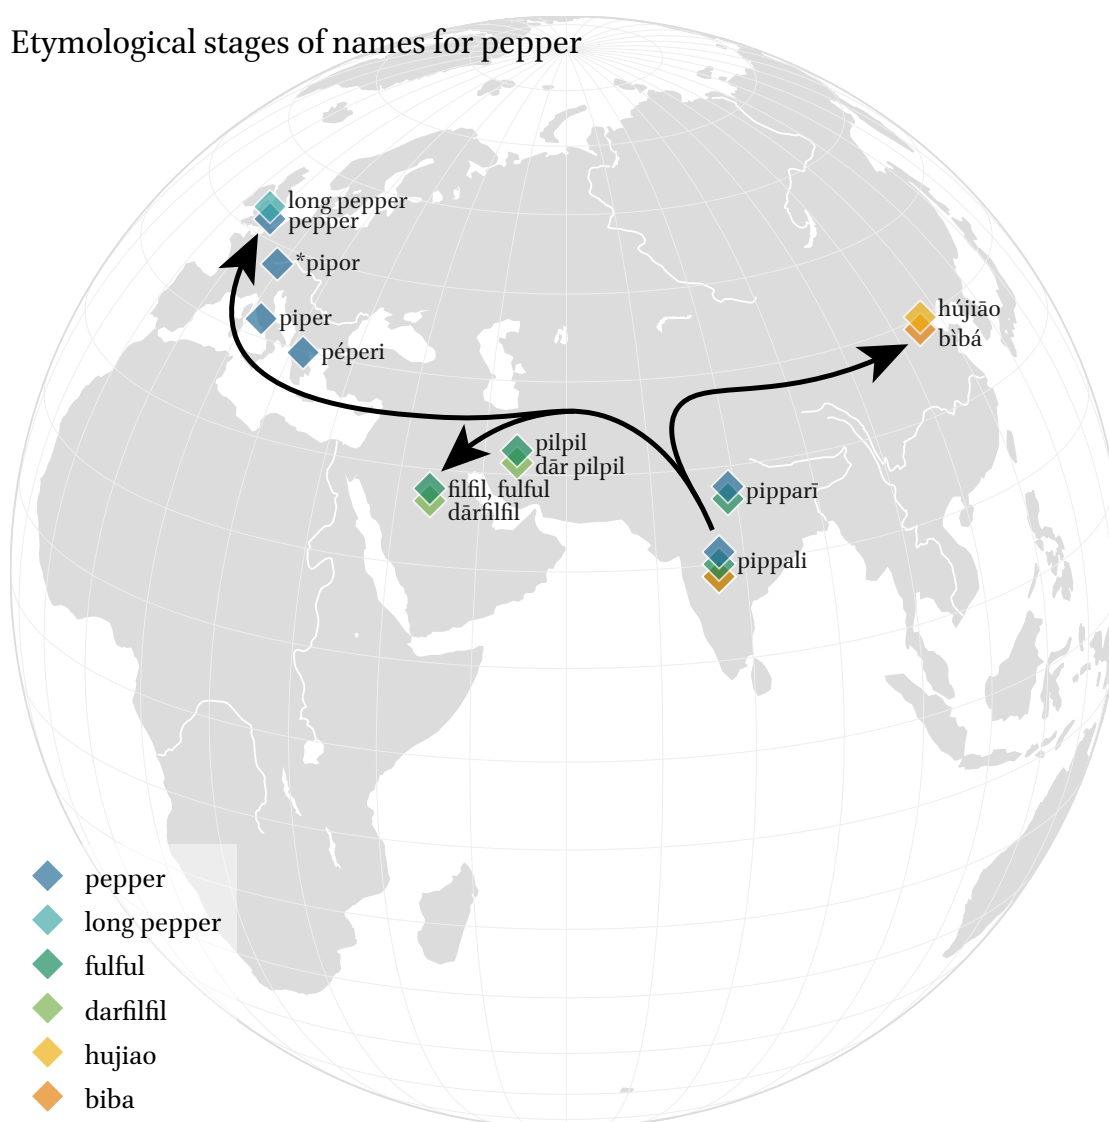 Etymological stages of names for pepper
long pepper
pepper
*pipor
piper
péperi
hújiāo
bìbá
pilpil
dār pilpil
filfil, fulful
dārfilfil
pipparī
pippali
pepper
long pepper
fulful
darfilfil
hujiao
biba